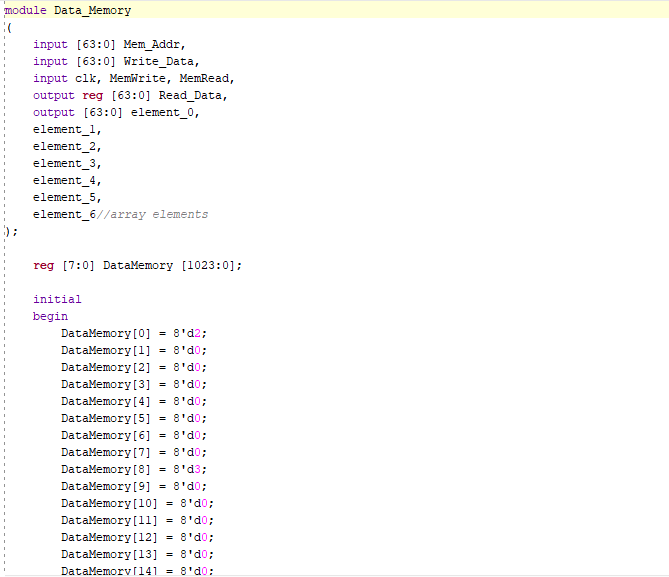 module Data_Memory
(
input [63:0] Mem_Addr,
input [63:0] Write_Data,
input clk, MemWrite, MemRead,
output reg [63:0] Read_Data,
output [63:0] element_0,
element_1,
element_2,
element_3,
element_4,
element_5,
element_6//array elements
);
reg [7:0] DataMemory [1023:0];
initial
begin
DataMemory[0] = 8'd2;
DataMemory[1] = 8'd0;
DataMemory[2] = 8'd0;
DataMemory[3] = 8'd0;
DataMemory[4] = 8'd0;
DataMemory[5] = 8'd0;
DataMemory[6] = 8'd0;
DataMemory[7] = 8'd0;
DataMemory[8] = 8'd3;
DataMemory[9] = 8'd0;
DataMemory[10] = 8'd0;
DataMemory[11] = 8'd0;
DataMemory[12] = 8'd0;
DataMemory[13] = 8'd0;
DataMemory[14] = 8'd0;